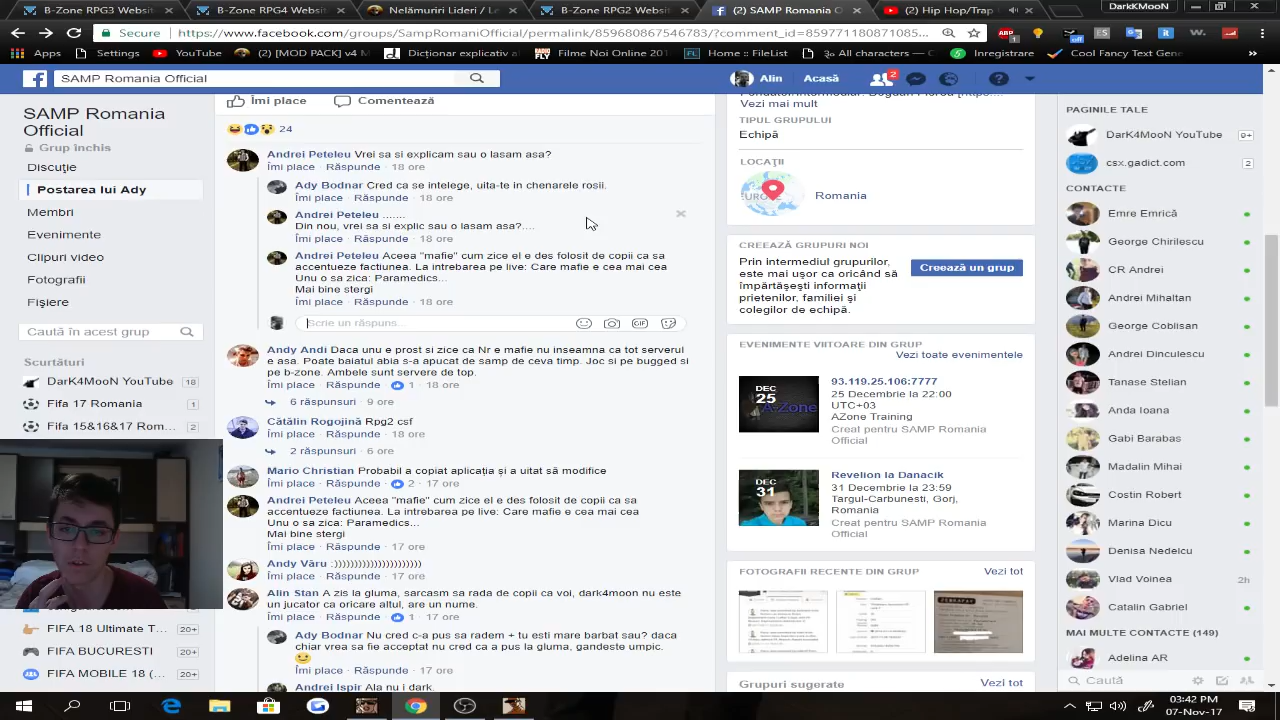 B-Zone RPG3 Website
B-Zone RPG4 Website
Nelămuriri Lideri / L
B-Zone RPG2 Website
(2) SAMP Romania O
(2) Hip Hop/Trap
DarKKMooN
Secure
https://www.facebook.com/groups/SampRomaniOfficial/permalink/859680867546783/?comment_id=859771180871085...
Apps
Settings
YouTube
(2) [MOD PACK] v4
Dicționar explicativ al
Filme Noi Online 201
Home :: FileList
All characters
Inregistrare
Cool Fancy Text Gene
SAMP Romania Official
Alin
Acasă
2
SAMP Romania
Official
Grup închis
Discuție
Postarea lui Ady
Membri
Evenimente
Clipuri video
Fotografii
Fișiere
Caută în acest grup
Scurtături
DarK4MooN YouTube 18
Fifa 17 Romania 1
Fifa 15&16&17 Rom... 2
BUCURESTI
FIFA MOBILE 18 (... 20+
Îmi place
Comentează
24
Andrei Peteleu Vrei sa si explicam sau o lasam asa?
Îmi place · Răspunde · 18 ore
Ady Bodnar Cred ca se intelege, uita-te in chenarele rosii.
Îmi place · Răspunde · 18 ore
Andrei Peteleu .......
Din nou, vrei sa si explic sau o lasam asa?....
Îmi place · Răspunde · 18 ore
Andrei Peteleu Aceea "mafie" cum zice el e des folosit de copii ca sa
accentueze factiunea. La intrebarea pe live: Care mafie e cea mai cea
Unu o sa zica: Paramedics...
Mai bine stergi
Îmi place · Răspunde · 18 ore
Scrie un răspuns...
Andy Andi Daca unu e prost si zice ca Nr e mafie nu inseamna ca tot serverul
e asa. Poate baiatul abia s-a apucat de samp de ceva timp. Joc si pe bugged si
pe b-zone. Ambele sunt servere de top.
Îmi place · Răspunde · 1 · 18 ore
6 răspunsuri · 9 ore
Cătălin Rogojină Rpg2 csf
Îmi place · Răspunde · 18 ore
2 răspunsuri · 6 ore
Mario Christian Probabil a copiat aplicația și a uitat să modifice
Îmi place · Răspunde · 2 · 17 ore
Andrei Peteleu Aceea "mafie" cum zice el e des folosit de copii ca sa
accentueze factiunea. La intrebarea pe live: Care mafie e cea mai cea
Unu o sa zica: Paramedics...
Mai bine stergi
Îmi place · Răspunde · 17 ore
Andy Văru :))))))))))))))))))))))
Îmi place · Răspunde · 17 ore
Alin Stan A zis la misto, sarcasm sa rada de copii ca voi, dark4moon nu este
un jucator ca oricare altul, are un nume.
Îmi place · Răspunde · 1 · 17 ore
Ady Bodnar Nu cred c-o pus sa radem + tu esti mare barbat sau? daca
Îmi place · Răspunde · 17 ore
Andrei Ispir Ala nu i dark.
Vezi mai mult
TIPUL GRUPULUI
Echipă
LOCAŢII
EUROPE
Romania
CREEAZĂ GRUPURI NOI
Prin intermediul grupurilor,
este mai ușor ca oricând să
împărtășești informații
prietenilor, familiei și
colegilor de echipă.
Creează un grup
EVENIMENTE VIITOARE DIN GRUP
Vezi toate evenimentele
DEC
25
A-Zone
93.119.25.106:7777
25 Decembrie la 22:00
UTC+03
AZone Training
Creat pentru SAMP Romania
Official
DEC
31
Revelion la Danacik
31 Decembrie la 23:59
Targul-Carbunesti, Gorj,
Romania
Creat pentru SAMP Romania
Official
FOTOGRAFII RECENTE DIN GRUP
Vezi tot
Grupuri sugerate
Vezi tot
PAGINILE TALE
DarK4MooN YouTube 9+
csx.gadict.com 2
CONTACTE
Emre Emrică
George Chirilescu
CR Andrei
Andrei Mihaltan
George Coblisan
Andrei Dinculescu
Tanase Stelian
Anda Ioana
Gabi Barabas
Madalin Mihai
Costin Robert
Marina Dicu
Denisa Nedelcu
Vlad Voinea 2h
Catalin Gabriel
MAI MULTE CONTACTE
Adelina AR
Caută
03:42 PM
07-Nov-17